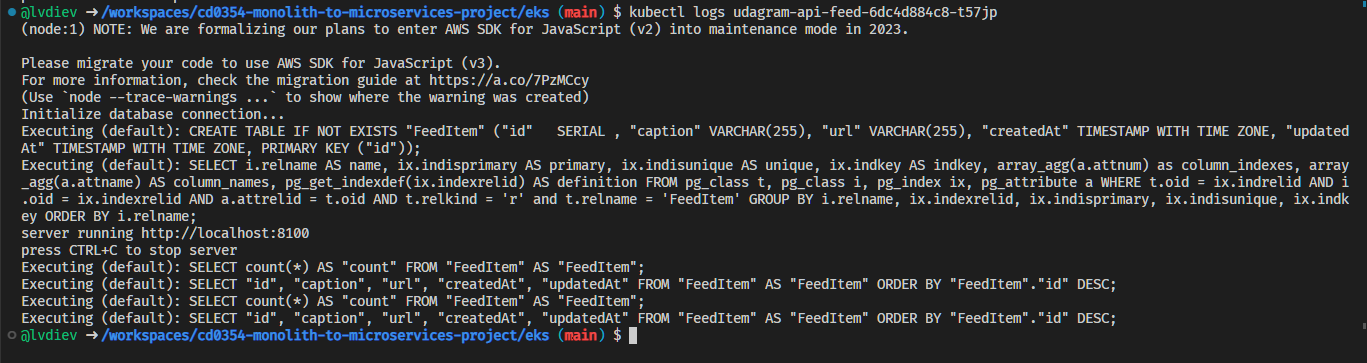 @lvdiev ➜ /workspaces/cd0354-monolith-to-microservices-project/eks (main) $ kubectl logs udagram-api-feed-6dc4d884c8-t57jp
(node:1) NOTE: We are formalizing our plans to enter AWS SDK for JavaScript (v2) into maintenance mode in 2023.
Please migrate your code to use AWS SDK for JavaScript (v3).
For more information, check the migration guide at https://a.co/7PzMCcy
(Use `node --trace-warnings ...` to show where the warning was created)
Initialize database connection...
Executing (default): CREATE TABLE IF NOT EXISTS "FeedItem" ("id"   SERIAL , "caption" VARCHAR(255), "url" VARCHAR(255), "createdAt" TIMESTAMP WITH TIME ZONE, "updated
At" TIMESTAMP WITH TIME ZONE, PRIMARY KEY ("id"));
Executing (default): SELECT i.relname AS name, ix.indisprimary AS primary, ix.indisunique AS unique, ix.indkey AS indkey, array_agg(a.attnum) as column_indexes, array
_agg(a.attname) AS column_names, pg_get_indexdef(ix.indexrelid) AS definition FROM pg_class t, pg_class i, pg_index ix, pg_attribute a WHERE t.oid = ix.indrelid AND i
.oid = ix.indexrelid AND a.attrelid = t.oid AND t.relkind = 'r' and t.relname = 'FeedItem' GROUP BY i.relname, ix.indexrelid, ix.indisprimary, ix.indisunique, ix.indk
ey ORDER BY i.relname;
server running http://localhost:8100
press CTRL+C to stop server
Executing (default): SELECT count(*) AS "count" FROM "FeedItem" AS "FeedItem";
Executing (default): SELECT "id", "caption", "url", "createdAt", "updatedAt" FROM "FeedItem" AS "FeedItem" ORDER BY "FeedItem"."id" DESC;
Executing (default): SELECT count(*) AS "count" FROM "FeedItem" AS "FeedItem";
Executing (default): SELECT "id", "caption", "url", "createdAt", "updatedAt" FROM "FeedItem" AS "FeedItem" ORDER BY "FeedItem"."id" DESC;
@lvdiev ➜ /workspaces/cd0354-monolith-to-microservices-project/eks (main) $